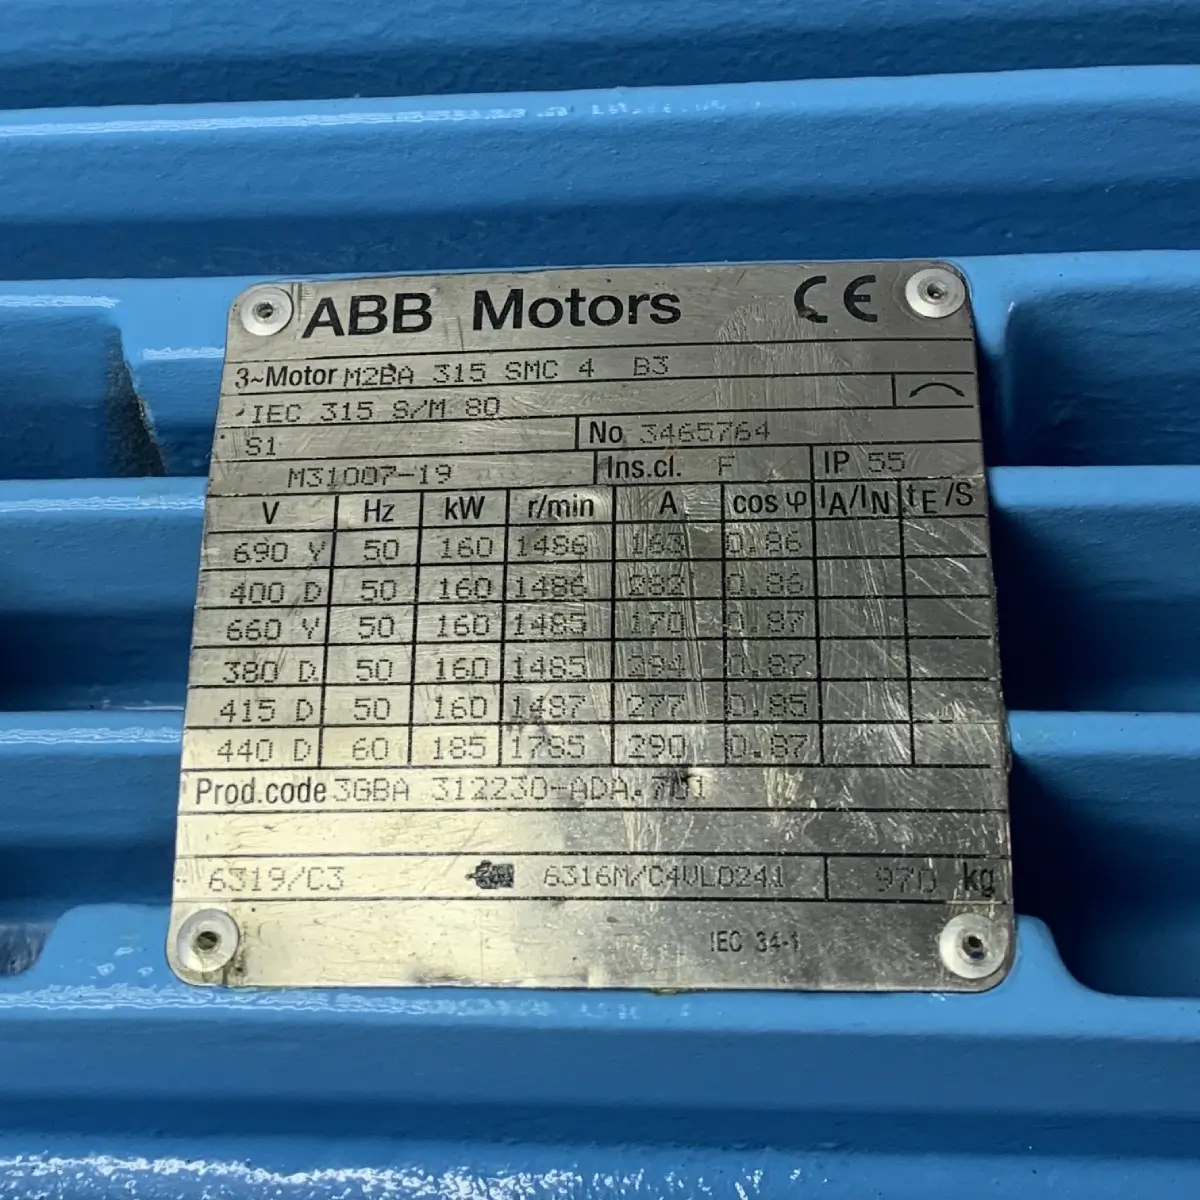 ABB Motors CE
3~Motor M2BA 315 SMC 4 B3
IEC 315 S/M 80
S1 No 3465764
M31007-19 Ins.cl. F IP 55
V Hz kW r/min A cos φ IA/IN tE/S
690 Y 50 160 1486 163 0.86
400 D 50 160 1486 282 0.86
660 Y 50 160 1485 170 0.87
380 D 50 160 1485 294 0.87
415 D 50 160 1487 277 0.85
440 D 60 185 1785 290 0.87
Prod.code 3GBA 312230-ADA.701
6319/C3 6316M/C4VL0241 970 kg
IEC 34-1